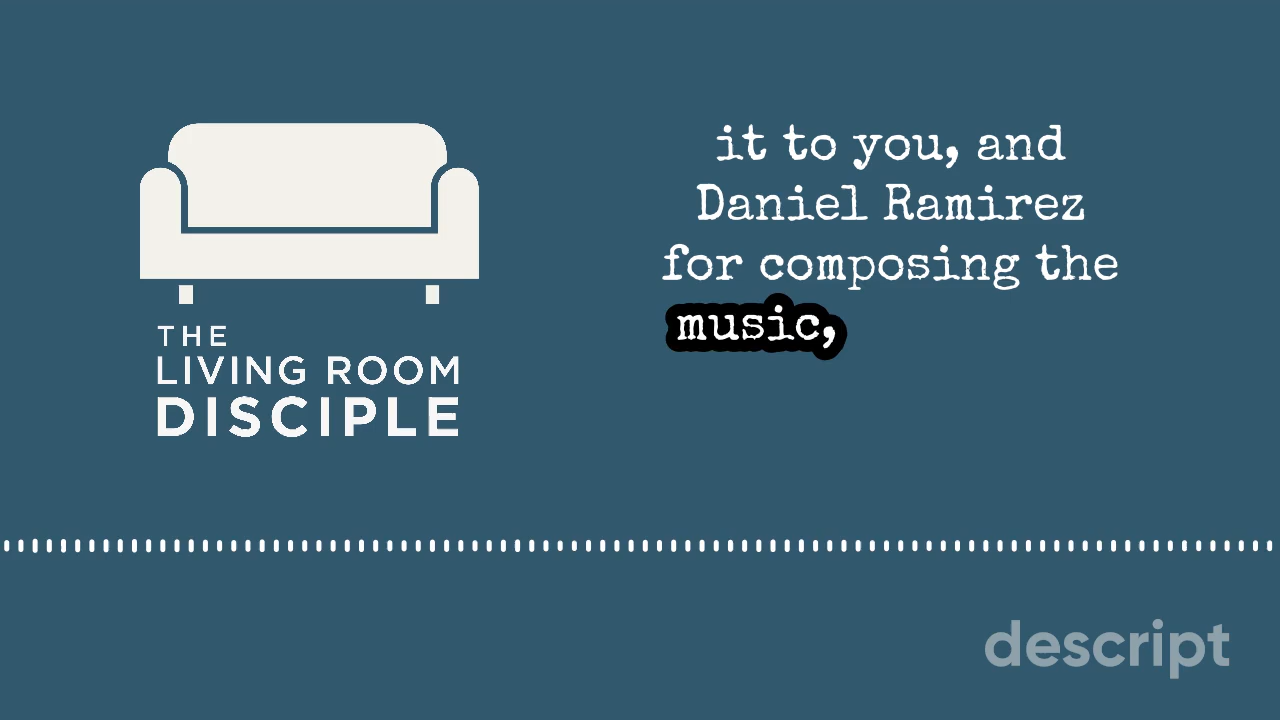 THE
LIVING ROOM
DISCIPLE
it to you, and
Daniel Ramirez
for composing the
music,
descript